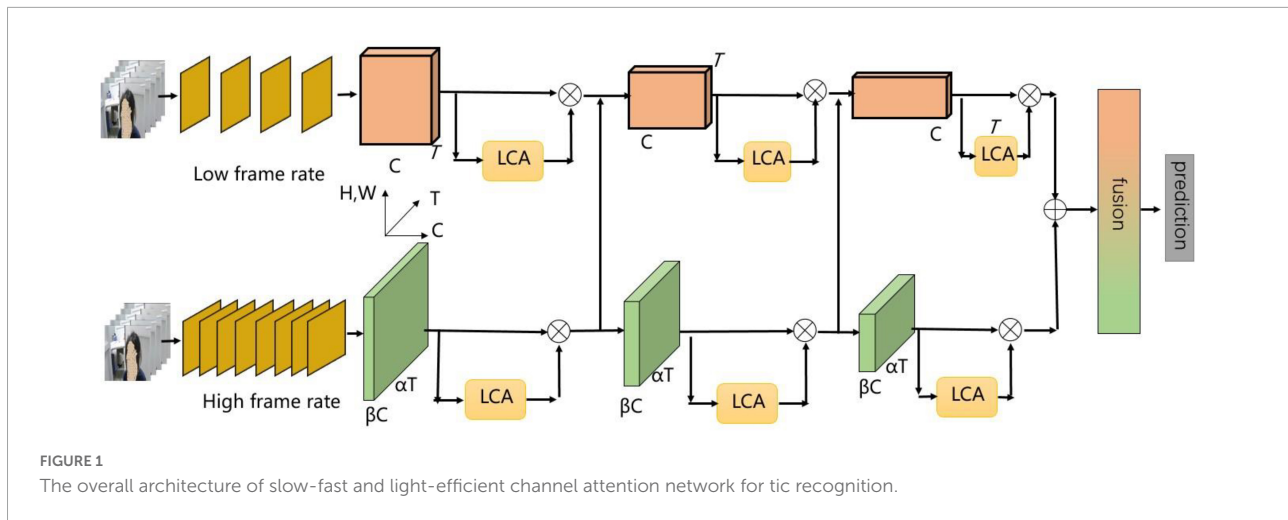 T
T
C
C
C
T
LCA
LCA
T
LCA
Low frame rate
H,W
T
C
fusion
prediction
αT
βC
αT
βC
αT
βC
LCA
LCA
LCA
High frame rate
FIGURE 1
The overall architecture of slow-fast and light-efficient channel attention network for tic recognition.